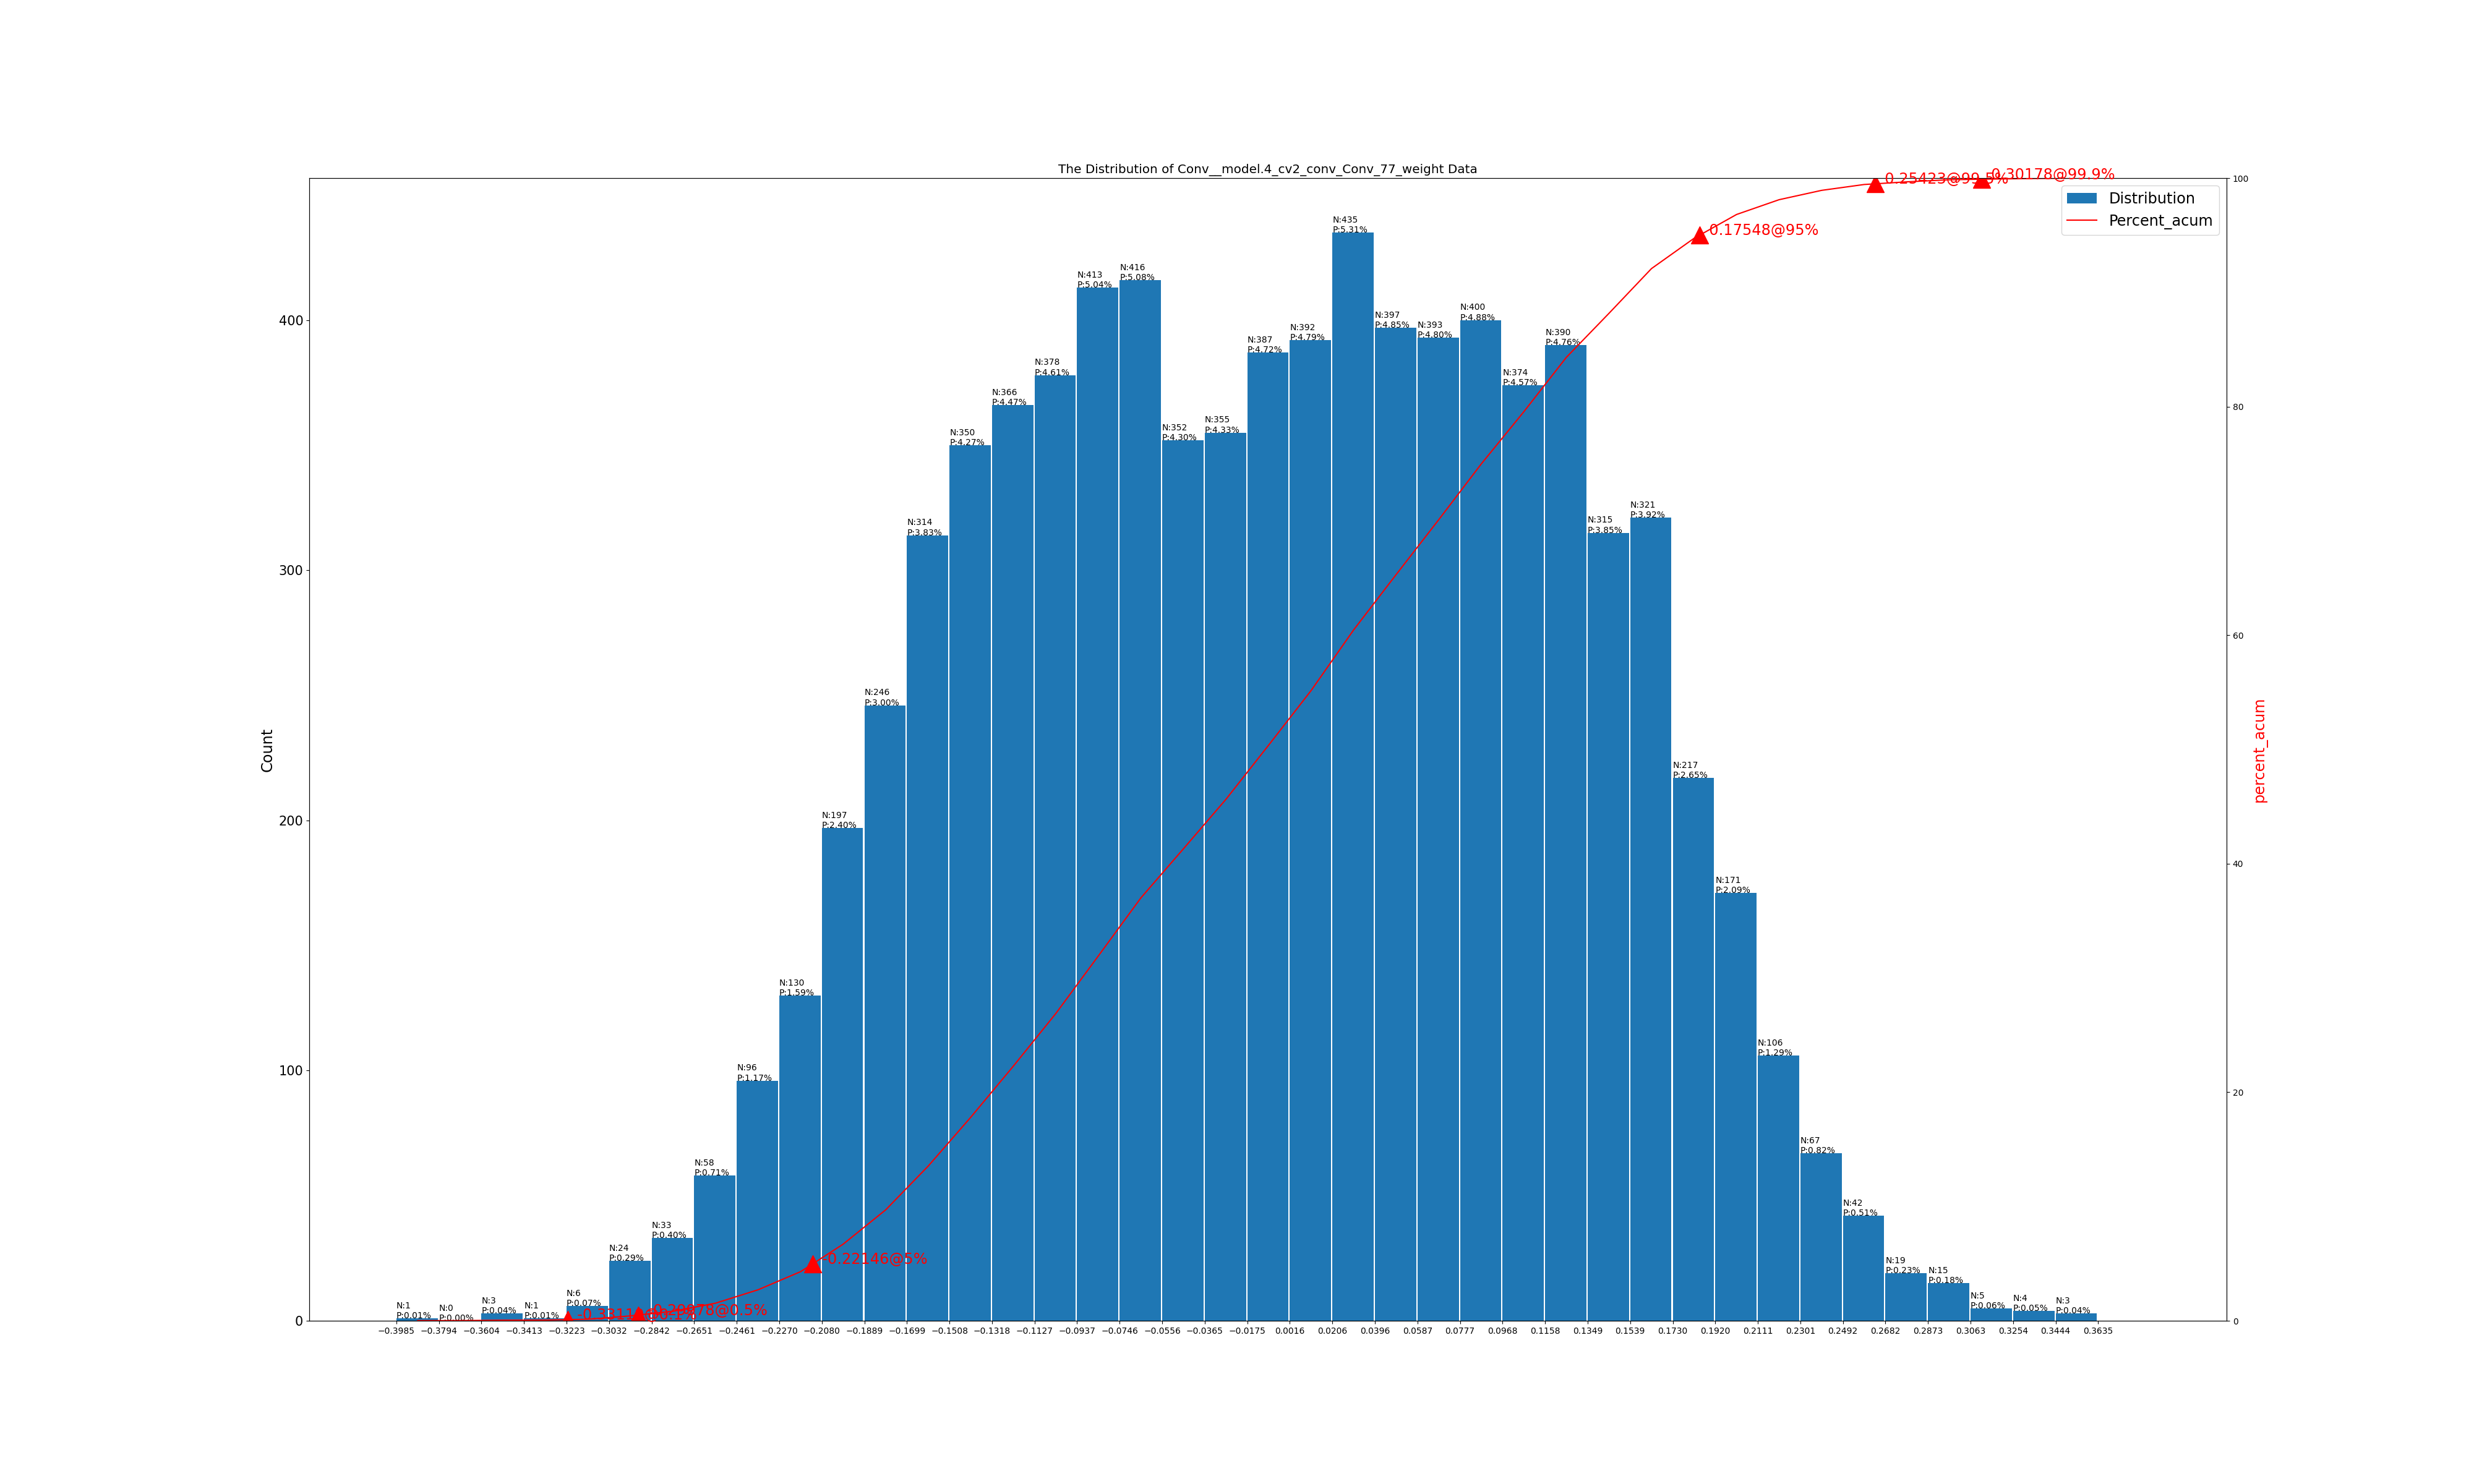 The Distribution of Conv__model.4_cv2_conv_Conv_77_weight Data
0.25423@99.5%
0.30178@99.9%
0.17548@95%
Distribution
Percent_acum
N:1
P:0.01%
N:0
P:0.00%
N:3
P:0.04%
N:1
P:0.01%
N:6
P:0.07%
N:24
P:0.29%
N:33
P:0.40%
N:58
P:0.71%
N:96
P:1.17%
N:130
P:1.59%
N:197
P:2.40%
N:246
P:3.00%
N:314
P:3.83%
N:350
P:4.27%
N:366
P:4.47%
N:378
P:4.61%
N:413
P:5.04%
N:416
P:5.08%
N:352
P:4.30%
N:355
P:4.33%
N:387
P:4.72%
N:392
P:4.79%
N:435
P:5.31%
N:397
P:4.85%
N:393
P:4.80%
N:400
P:4.88%
N:374
P:4.57%
N:390
P:4.76%
N:315
P:3.85%
N:321
P:3.92%
N:217
P:2.65%
N:171
P:2.09%
N:106
P:1.29%
N:67
P:0.82%
N:42
P:0.51%
N:19
P:0.23%
N:15
P:0.18%
N:5
P:0.06%
N:4
P:0.05%
N:3
P:0.04%
-0.22146@5%
Count
400
300
200
100
0
percent_acum
100
80
60
40
20
0
−0.3985 −0.3794 −0.3604 −0.3413 −0.3223 −0.3032 −0.2842 −0.2651 −0.2461 −0.2270 −0.2080 −0.1889 −0.1699 −0.1508 −0.1318 −0.1127 −0.0937 −0.0746 −0.0556 −0.0365 −0.0175 0.0016 0.0206 0.0396 0.0587 0.0777 0.0968 0.1158 0.1349 0.1539 0.1730 0.1920 0.2111 0.2301 0.2492 0.2682 0.2873 0.3063 0.3254 0.3444 0.3635